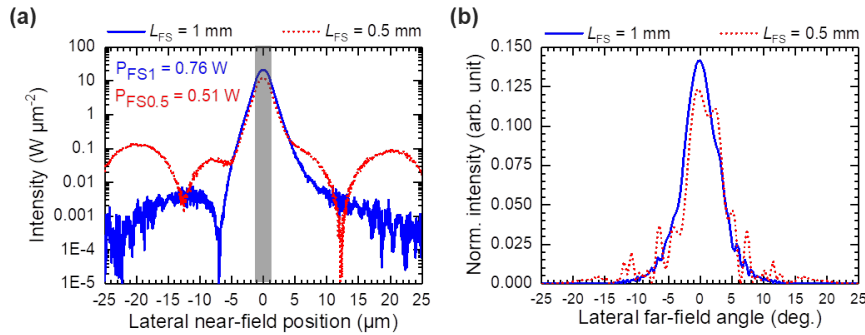 (a)
L_FS = 1 mm
L_FS = 0.5 mm
Intensity (W µm⁻²)
100
10
1
0.1
0.01
0.001
1E-4
1E-5
P_FS1 = 0.76 W
P_FS0.5 = 0.51 W
-25 -20 -15 -10 -5 0 5 10 15 20 25
Lateral near-field position (µm)
(b)
L_FS = 1 mm
L_FS = 0.5 mm
Norm. intensity (arb. unit)
0.150
0.125
0.100
0.075
0.050
0.025
0.000
-25 -20 -15 -10 -5 0 5 10 15 20 25
Lateral far-field angle (deg.)